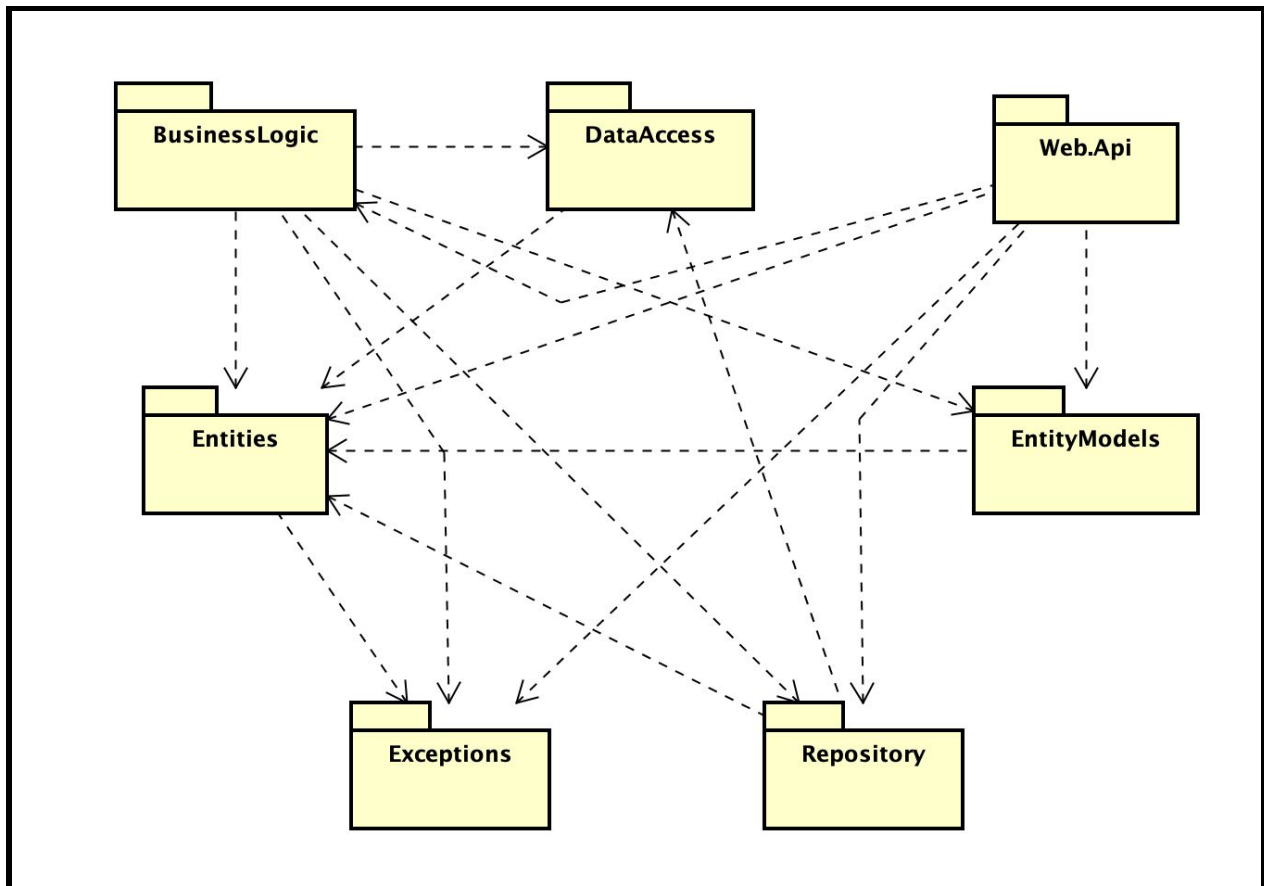 BusinessLogic
DataAccess
Web.Api
Entities
EntityModels
Exceptions
Repository